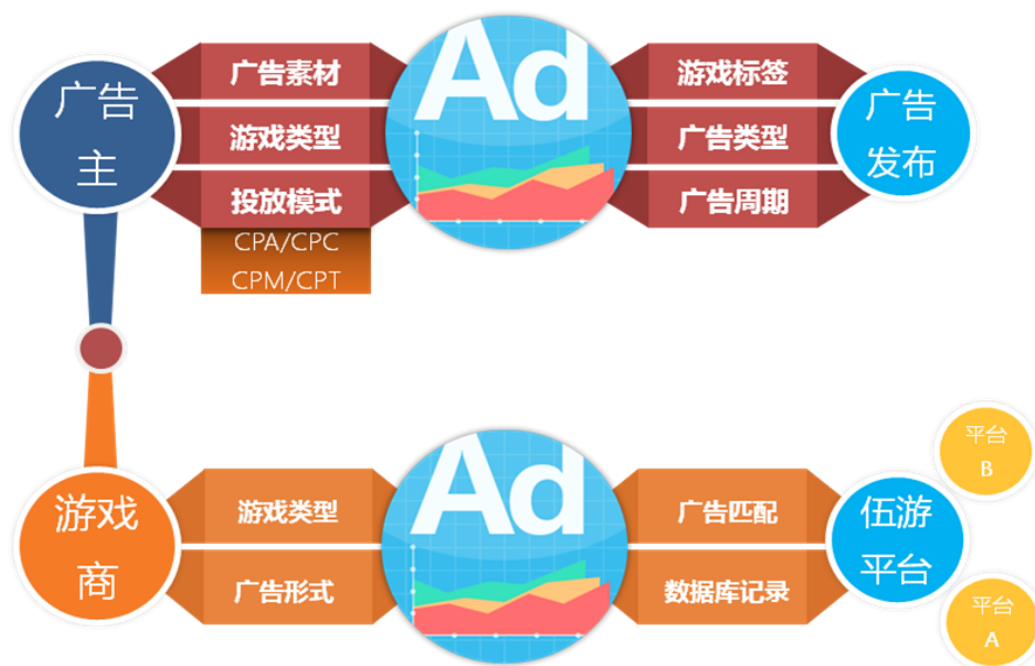 广告
主
广告素材
游戏类型
投放模式
CPA/CPC
CPM/CPT
Ad
游戏标签
广告类型
广告周期
广告
发布
游戏
商
游戏类型
广告形式
Ad
广告匹配
数据库记录
伍游
平台
平台
B
平台
A